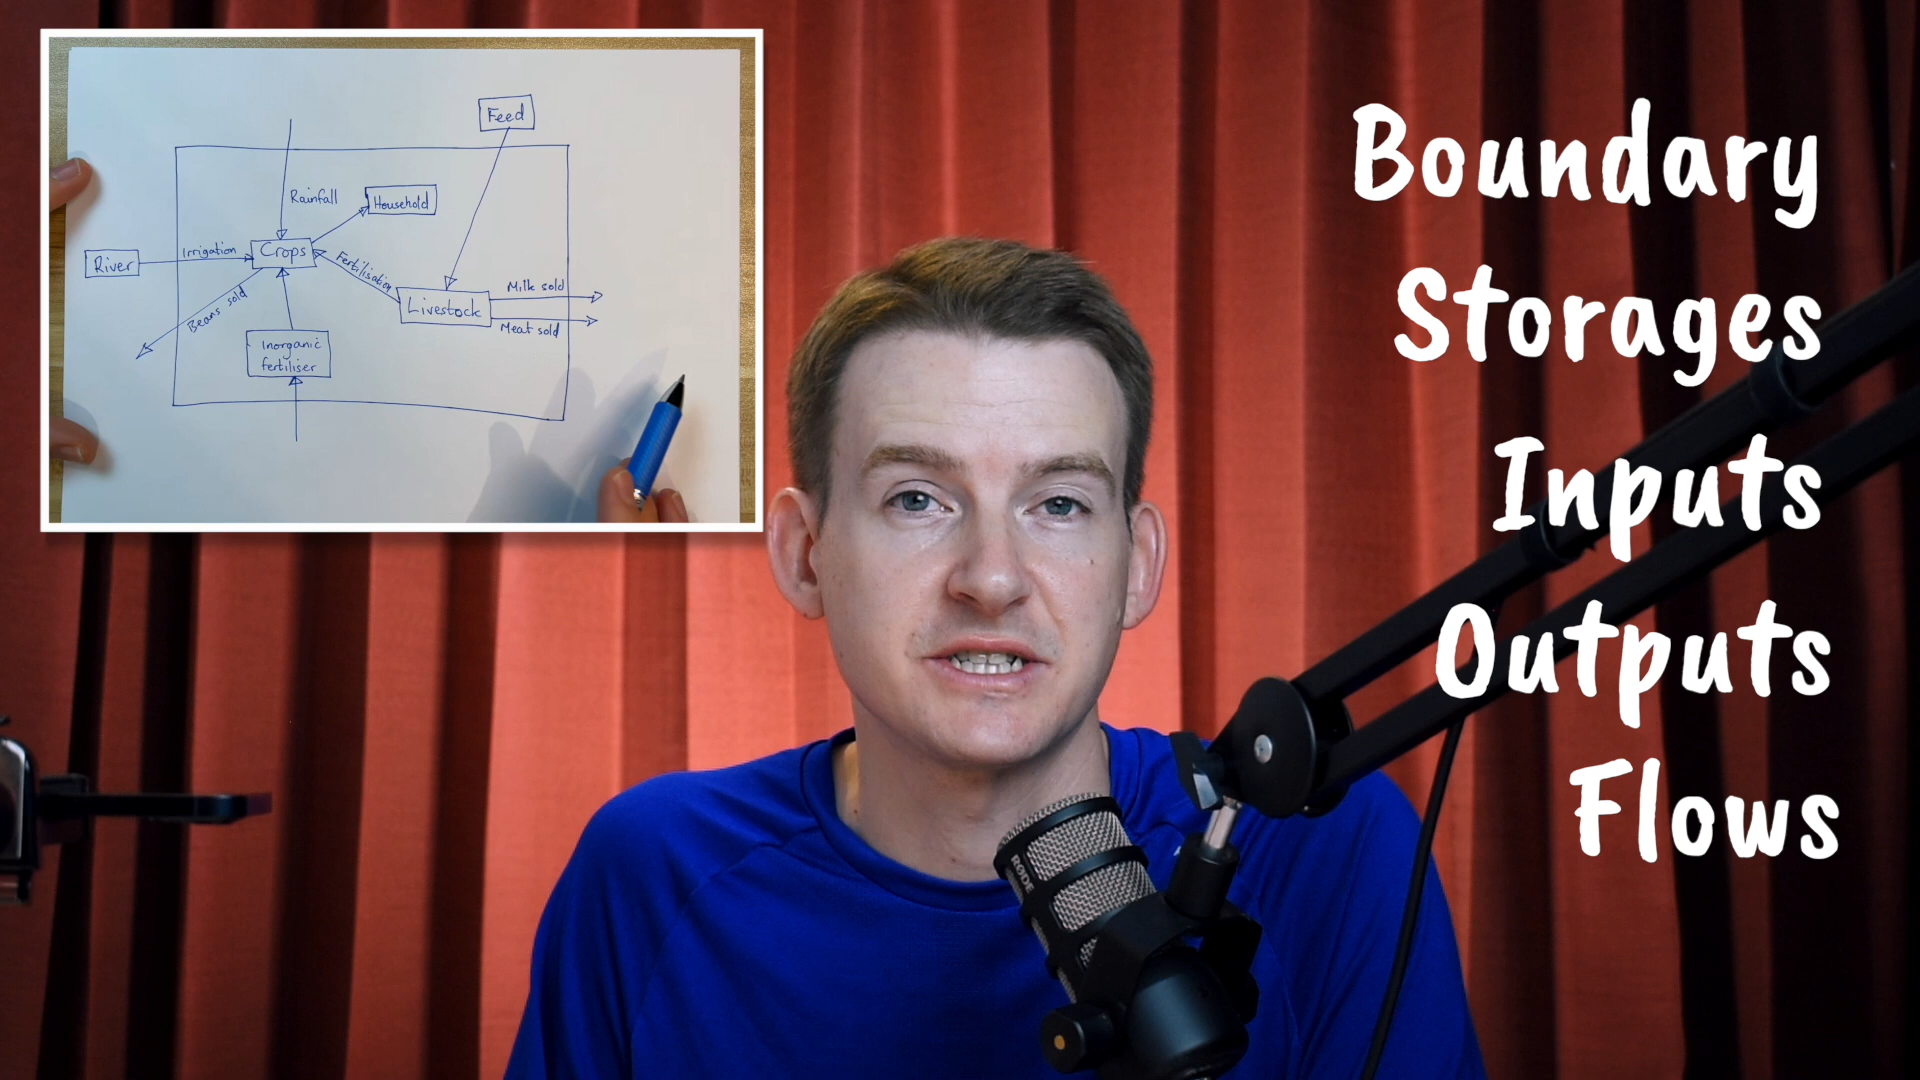 Feed
Rainfall
Household
River
Irrigation
Crops
Fertilisation
Beans sold
Livestock
Milk sold
Meat sold
Inorganic
fertiliser
Boundary
Storages
Inputs
Outputs
Flows
RØDE